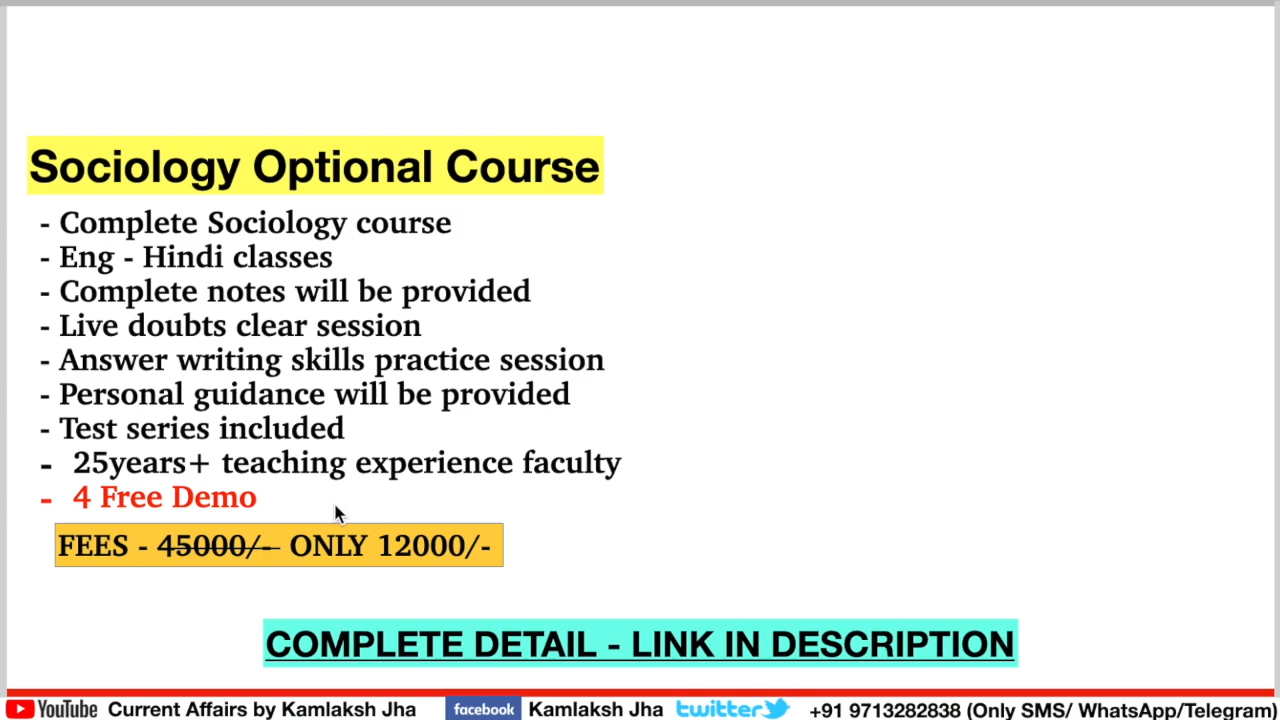 Sociology Optional Course
- Complete Sociology course
- Eng - Hindi classes
- Complete notes will be provided
- Live doubts clear session
- Answer writing skills practice session
- Personal guidance will be provided
- Test series included
- 25years+ teaching experience faculty
- 4 Free Demo
FEES - 45000/- ONLY 12000/-
COMPLETE DETAIL - LINK IN DESCRIPTION
YouTube Current Affairs by Kamlaksh Jha facebook Kamlaksh Jha twitter +91 9713282838 (Only SMS/ WhatsApp/Telegram)